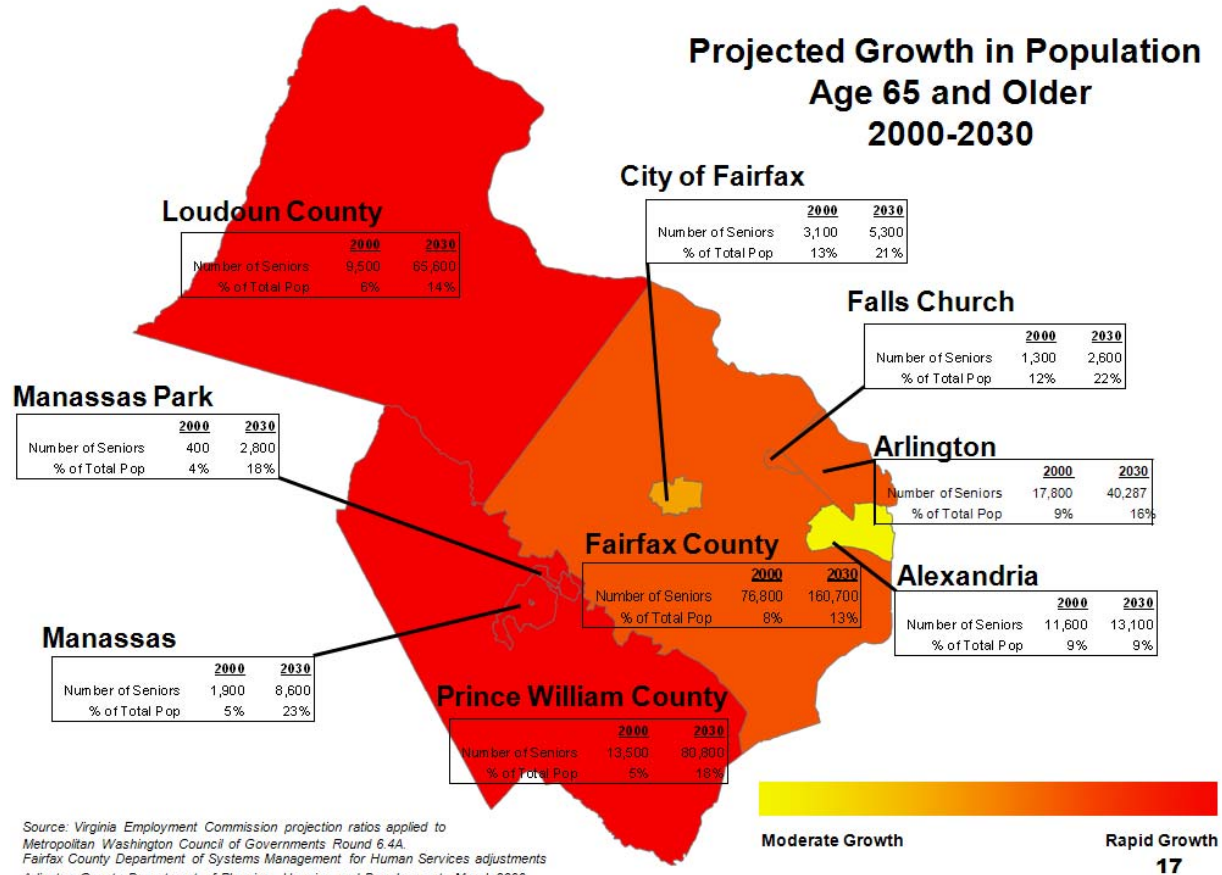 Projected Growth in Population
Age 65 and Older
2000-2030
City of Fairfax
2000 2030
Number of Seniors 3,100 5,300
% of Total Pop 13% 21%
Loudoun County
2000 2030
Number of Seniors 9,500 65,600
% of Total Pop 6% 14%
Falls Church
2000 2030
Number of Seniors 1,300 2,600
% of Total Pop 12% 22%
Manassas Park
2000 2030
Number of Seniors 400 2,800
% of Total Pop 4% 18%
Arlington
2000 2030
Number of Seniors 17,800 40,287
% of Total Pop 9% 16%
Fairfax County
2000 2030
Number of Seniors 76,800 160,700
% of Total Pop 8% 13%
Alexandria
2000 2030
Number of Seniors 11,600 13,100
% of Total Pop 9% 9%
Manassas
2000 2030
Number of Seniors 1,900 8,600
% of Total Pop 5% 23%
Prince William County
2000 2030
Number of Seniors 13,500 80,800
% of Total Pop 5% 18%
Moderate Growth Rapid Growth
17
Source: Virginia Employment Commission projection ratios applied to
Metropolitan Washington Council of Governments Round 6.4A.
Fairfax County Department of Systems Management for Human Services adjustments